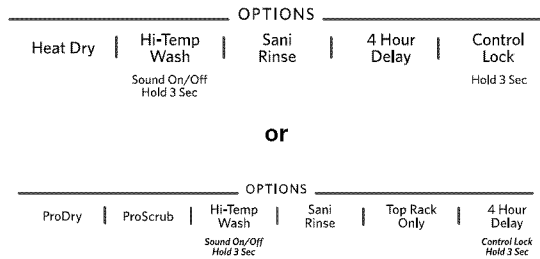 OPTIONS
Heat Dry | Hi-Temp Wash | Sani Rinse | 4 Hour Delay | Control Lock
Sound On/Off Hold 3 Sec
Hold 3 Sec
or
OPTIONS
ProDry | ProScrub | Hi-Temp Wash | Sani Rinse | Top Rack Only | 4 Hour Delay
Sound On/Off Hold 3 Sec
Control Lock Hold 3 Sec